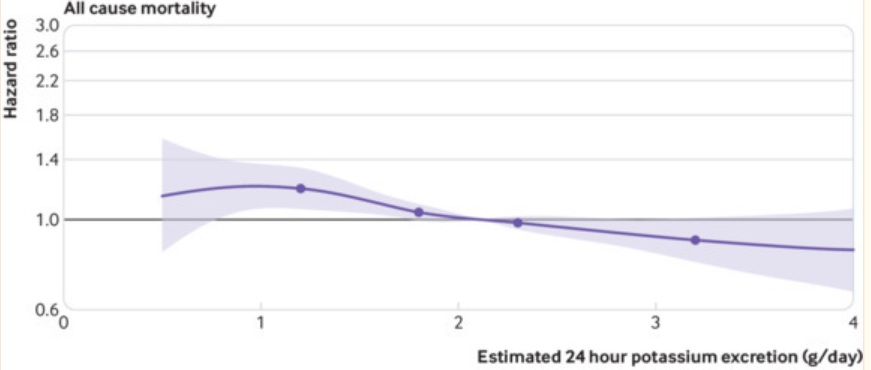 All cause mortality
Hazard ratio
3.0
2.6
2.2
1.8
1.4
1.0
0.6
0 1 2 3 4
Estimated 24 hour potassium excretion (g/day)